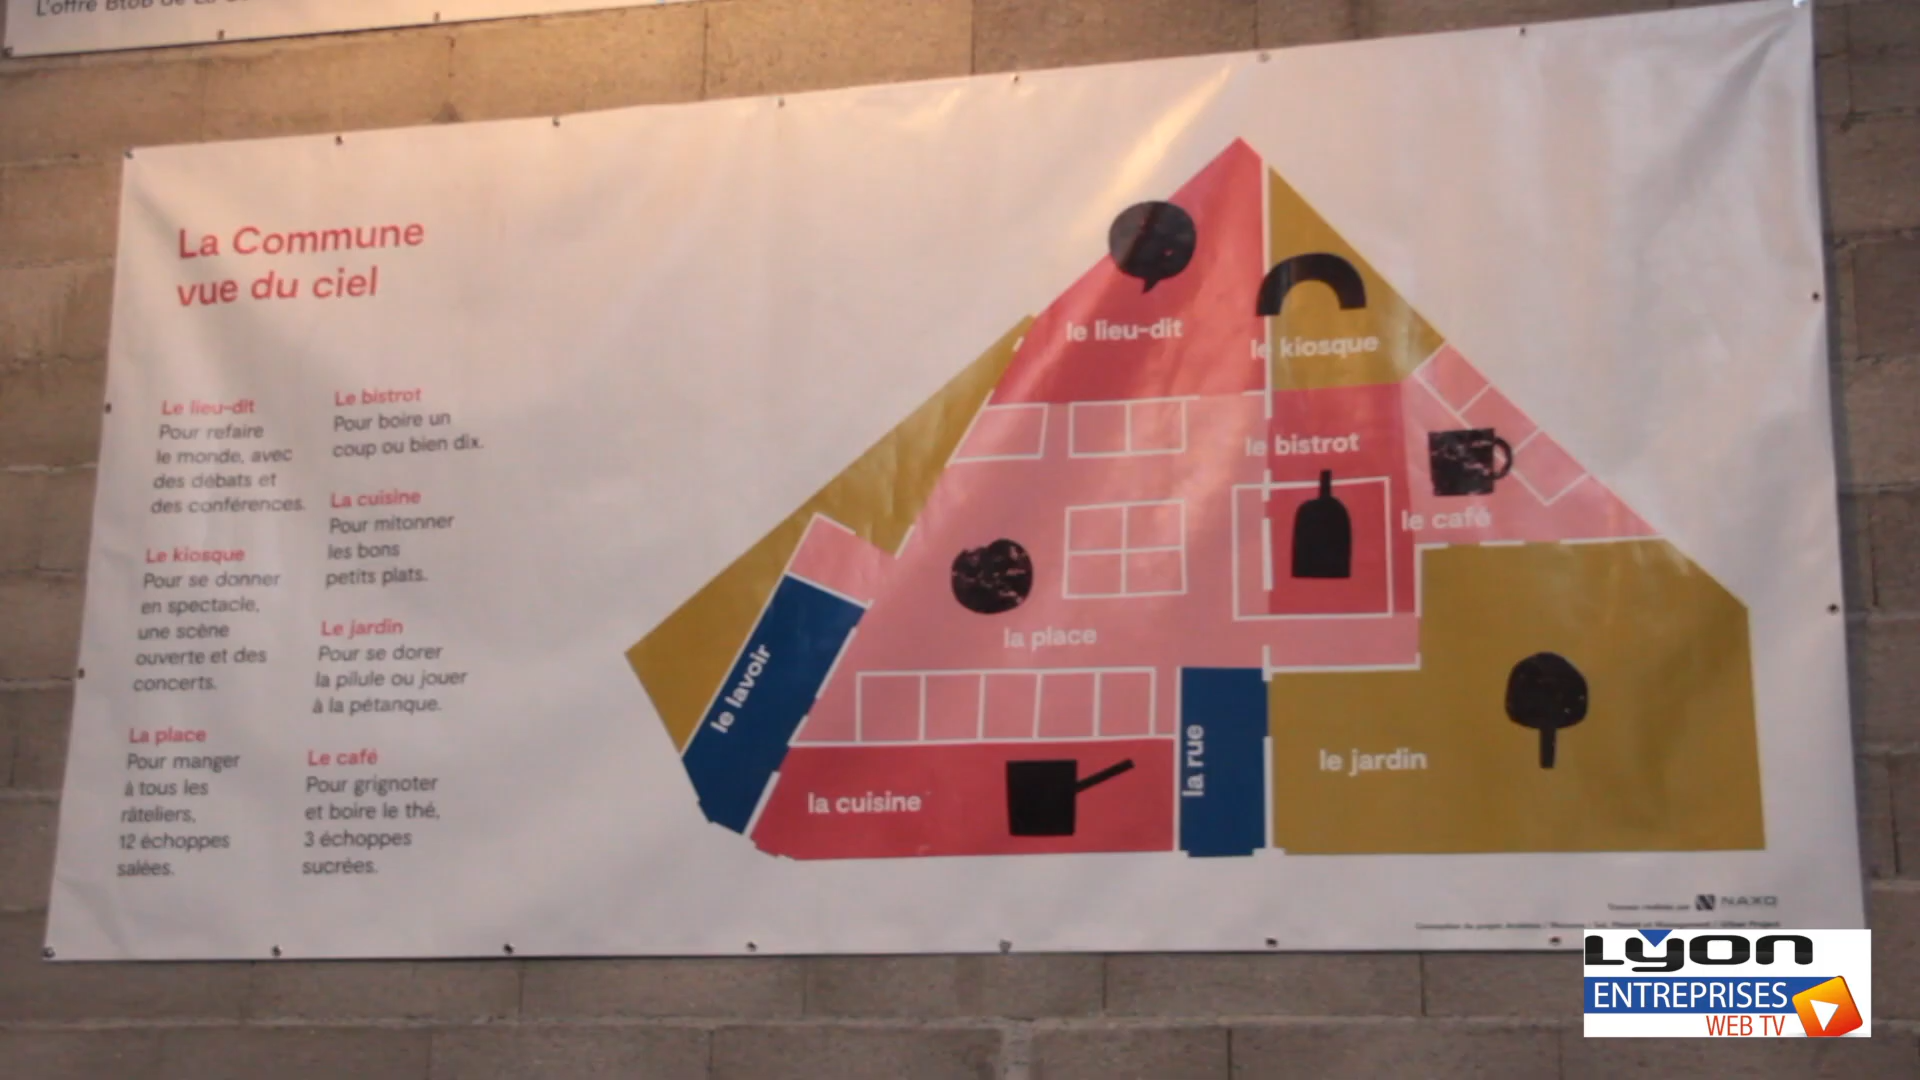 L'offre BtoB de La
La Commune
vue du ciel
Le lieu-dit
Pour refaire
le monde, avec
des débats et
des conférences.
Le kiosque
Pour se donner
en spectacle,
une scène
ouverte et des
concerts.
La place
Pour manger
à tous les
râteliers,
12 échoppes
salées.
Le bistrot
Pour boire un
coup ou bien dix.
La cuisine
Pour mitonner
les bons
petits plats.
Le jardin
Pour se dorer
la pilule ou jouer
à la pétanque.
Le café
Pour grignoter
et boire le thé,
3 échoppes
sucrées.
le lieu-dit
le kiosque
le bistrot
le café
la place
le lavoir
la rue
la cuisine
le jardin
NAXO
Lyon
ENTREPRISES
WEB TV